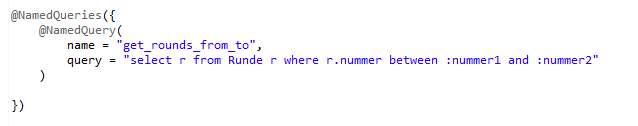 @NamedQueries({
@NamedQuery(
name = "get_rounds_from_to",
query = "select r from Runde r where r.nummer between :nummer1 and :nummer2"
)
})